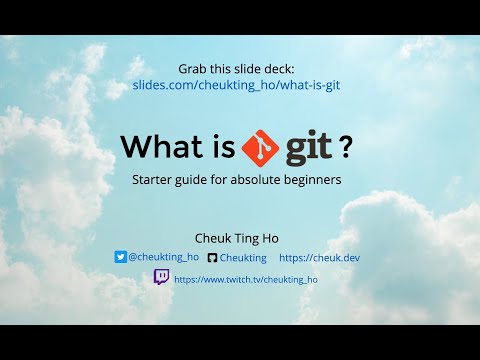 Grab this slide deck:
slides.com/cheukting_ho/what-is-git
What is git ?
Starter guide for absolute beginners
Cheuk Ting Ho
@cheukting_ho Cheukting https://cheuk.dev
https://www.twitch.tv/cheukting_ho